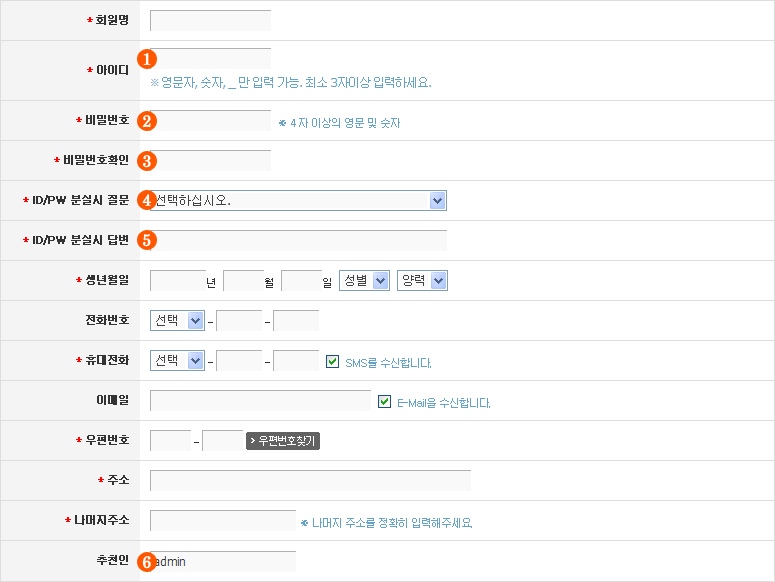 * 회원명
* 아이디 1
※ 영문자, 숫자, _ 만 입력 가능. 최소 3자이상 입력하세요.
* 비밀번호 2 ※ 4 자 이상의 영문 및 숫자
* 비밀번호확인 3
* ID/PW 분실시 질문 4 선택하십시오.
* ID/PW 분실시 답변 5
* 생년월일 년 월 일 성별 양력
전화번호 선택 - -
* 휴대전화 선택 - - SMS를 수신합니다.
이메일 E-Mail을 수신합니다.
* 우편번호 - > 우편번호찾기
* 주소
* 나머지주소 ※ 나머지 주소를 정확히 입력해주세요.
추천인 6 admin